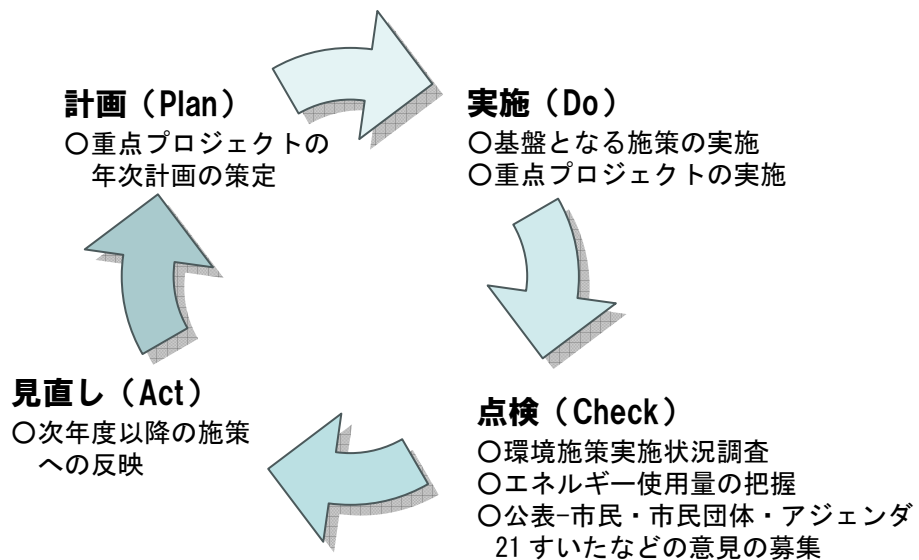 計画（Plan）
○重点プロジェクトの
年次計画の策定
実施（Do）
○基盤となる施策の実施
○重点プロジェクトの実施
点検（Check）
○環境施策実施状況調査
○エネルギー使用量の把握
○公表-市民・市民団体・アジェンダ
21すいたなどの意見の募集
見直し（Act）
○次年度以降の施策
への反映